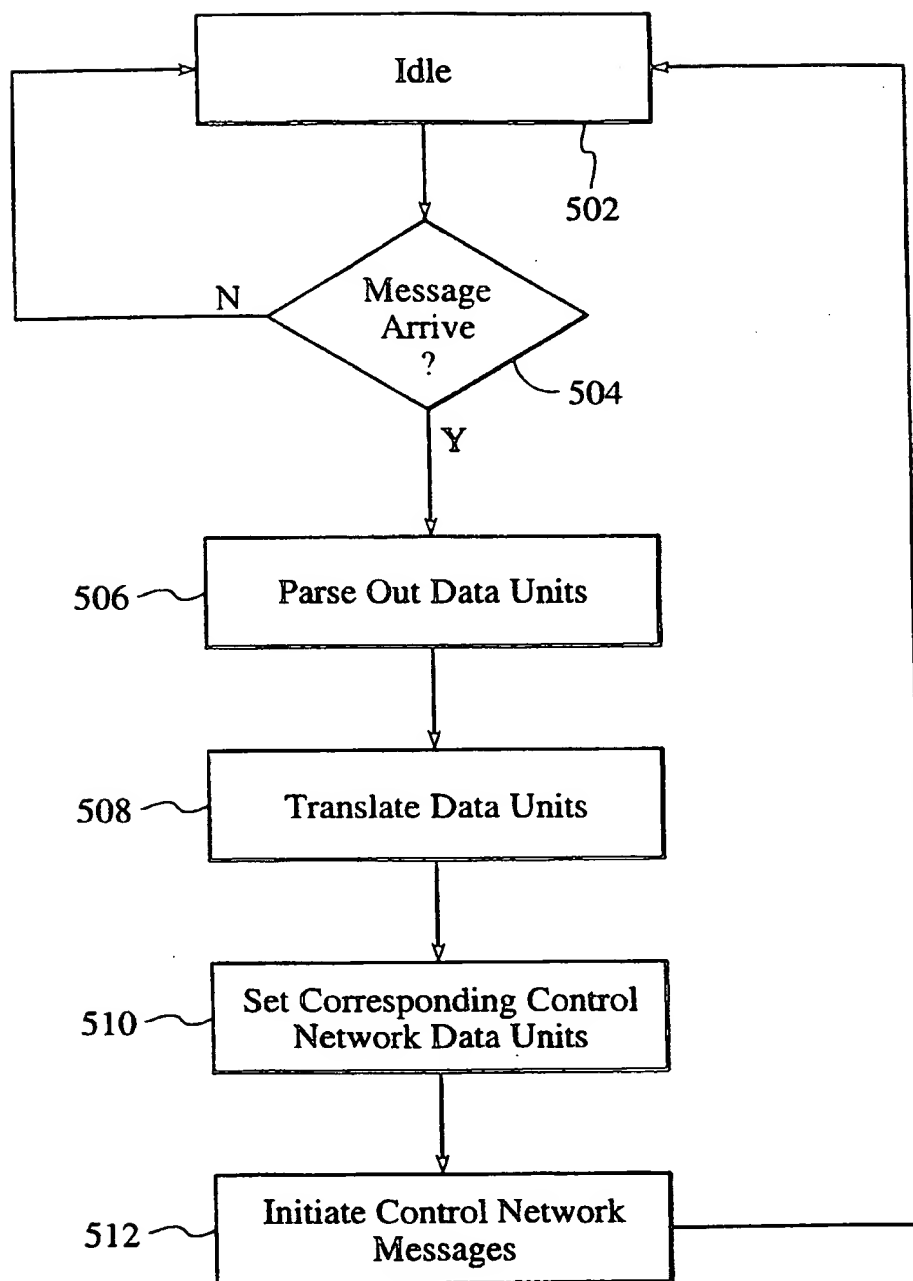 Idle
502
Message
Arrive
?
504
N
Y
506
Parse Out Data Units
508
Translate Data Units
510
Set Corresponding Control
Network Data Units
512
Initiate Control Network
Messages